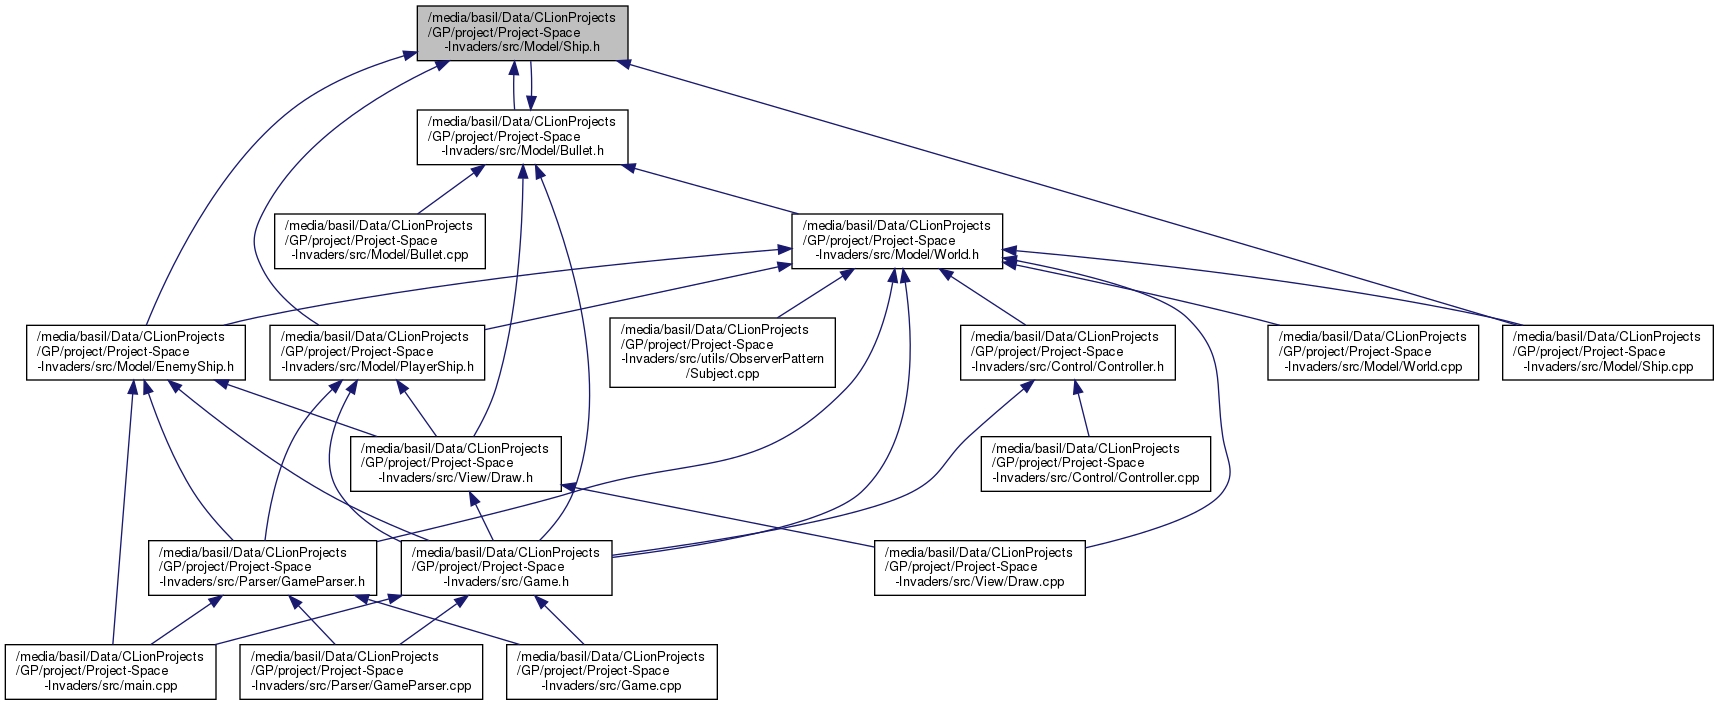 /media/basil/Data/CLionProjects
/GP/project/Project-Space
-Invaders/src/Model/Ship.h
/media/basil/Data/CLionProjects
/GP/project/Project-Space
-Invaders/src/Model/Bullet.h
/media/basil/Data/CLionProjects
/GP/project/Project-Space
-Invaders/src/Model/Bullet.cpp
/media/basil/Data/CLionProjects
/GP/project/Project-Space
-Invaders/src/Model/World.h
/media/basil/Data/CLionProjects
/GP/project/Project-Space
-Invaders/src/Model/EnemyShip.h
/media/basil/Data/CLionProjects
/GP/project/Project-Space
-Invaders/src/Model/PlayerShip.h
/media/basil/Data/CLionProjects
/GP/project/Project-Space
-Invaders/src/utils/ObserverPattern
/Subject.cpp
/media/basil/Data/CLionProjects
/GP/project/Project-Space
-Invaders/src/Control/Controller.h
/media/basil/Data/CLionProjects
/GP/project/Project-Space
-Invaders/src/Model/World.cpp
/media/basil/Data/CLionProjects
/GP/project/Project-Space
-Invaders/src/Model/Ship.cpp
/media/basil/Data/CLionProjects
/GP/project/Project-Space
-Invaders/src/View/Draw.h
/media/basil/Data/CLionProjects
/GP/project/Project-Space
-Invaders/src/Control/Controller.cpp
/media/basil/Data/CLionProjects
/GP/project/Project-Space
-Invaders/src/Parser/GameParser.h
/media/basil/Data/CLionProjects
/GP/project/Project-Space
-Invaders/src/Game.h
/media/basil/Data/CLionProjects
/GP/project/Project-Space
-Invaders/src/View/Draw.cpp
/media/basil/Data/CLionProjects
/GP/project/Project-Space
-Invaders/src/main.cpp
/media/basil/Data/CLionProjects
/GP/project/Project-Space
-Invaders/src/Parser/GameParser.cpp
/media/basil/Data/CLionProjects
/GP/project/Project-Space
-Invaders/src/Game.cpp